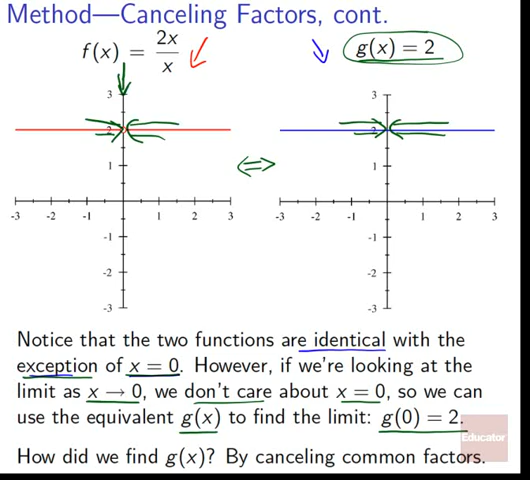 Method—Canceling Factors, cont.
f(x) = 2x/x
g(x) = 2
3
2
1
-3 -2 -1 1 2 3
-1
-2
-3
3
2
1
-3 -2 -1 1 2 3
-1
-2
-3
Notice that the two functions are identical with the
exception of x = 0. However, if we're looking at the
limit as x → 0, we don't care about x = 0, so we can
use the equivalent g(x) to find the limit: g(0) = 2.
Educator
How did we find g(x)? By canceling common factors.